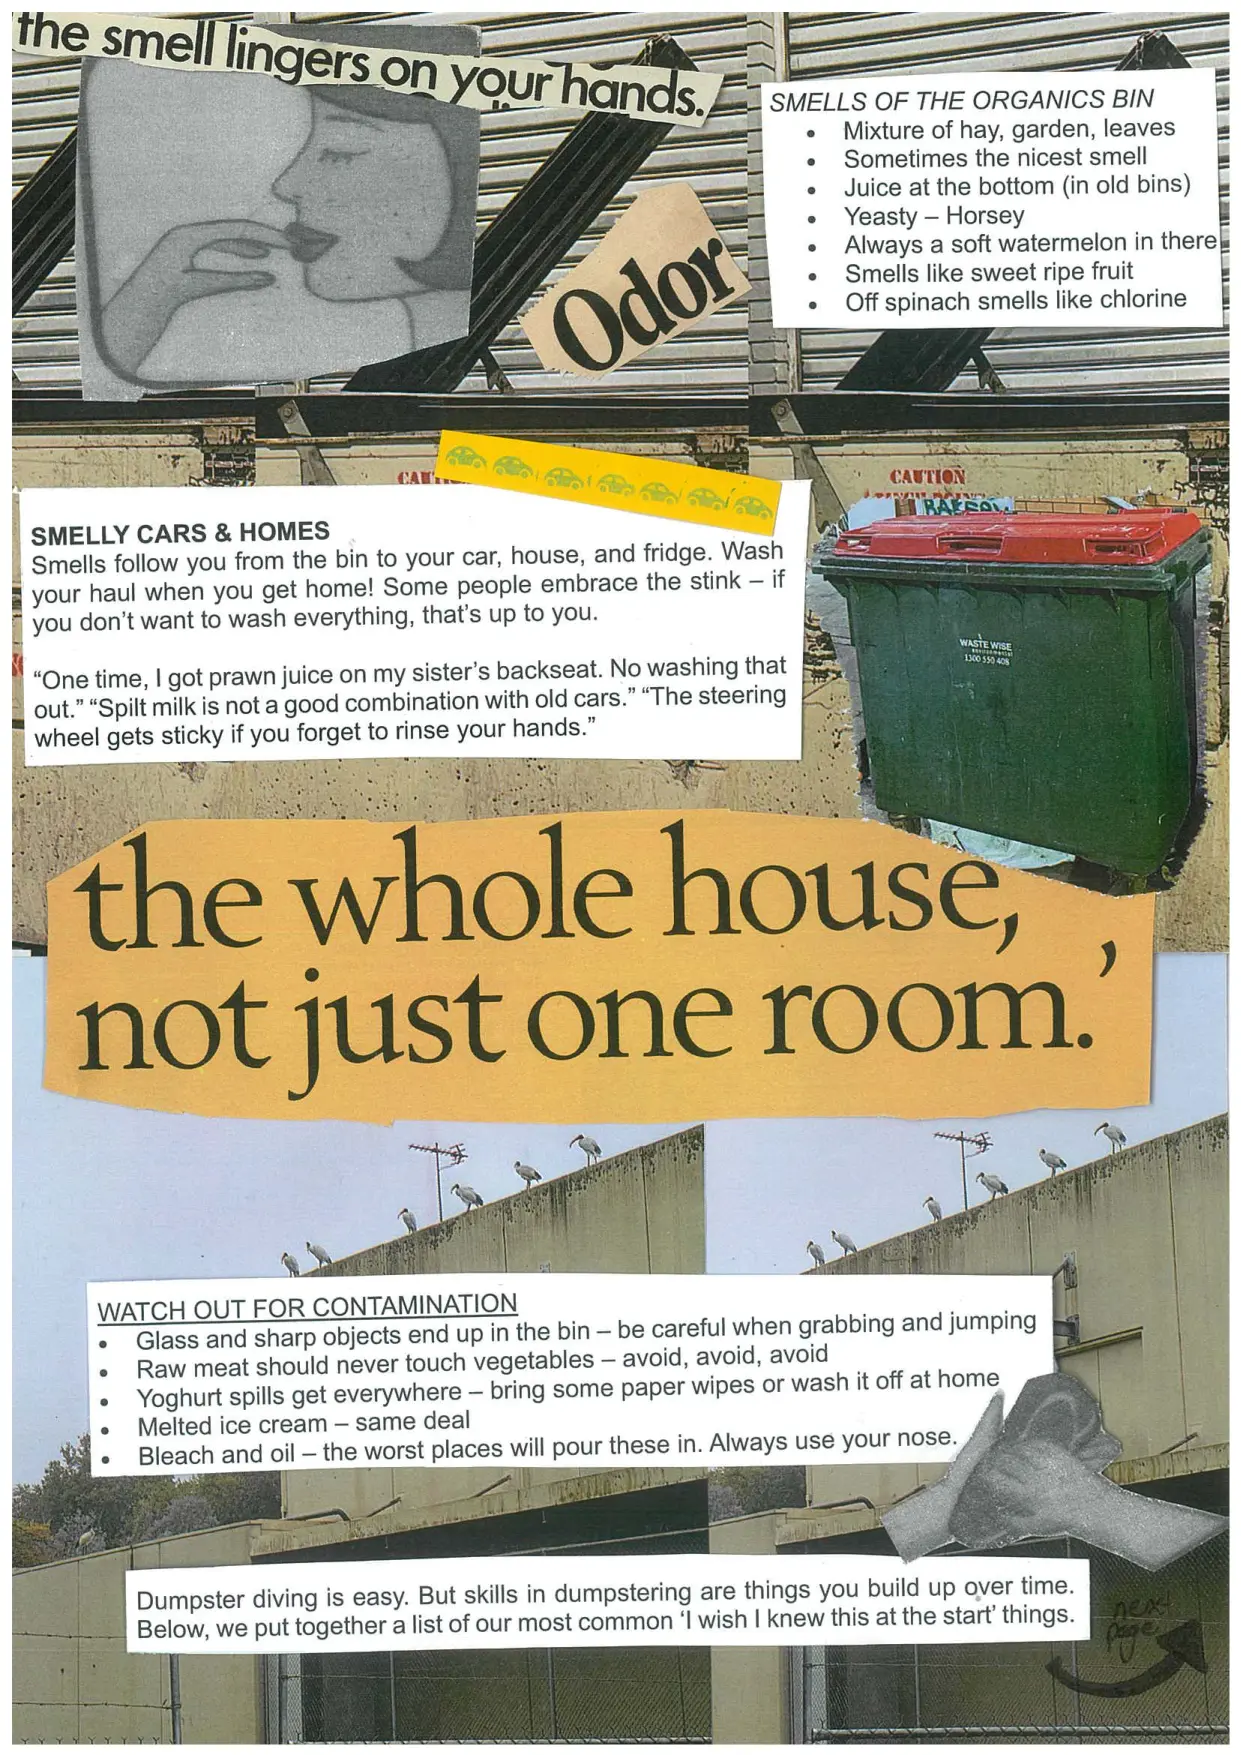 the smell lingers on your hands.
Odor
SMELLS OF THE ORGANICS BIN
• Mixture of hay, garden, leaves
• Sometimes the nicest smell
• Juice at the bottom (in old bins)
• Yeasty – Horsey
• Always a soft watermelon in there
• Smells like sweet ripe fruit
• Off spinach smells like chlorine
CAUTION
SMELLY CARS & HOMES
Smells follow you from the bin to your car, house, and fridge. Wash
your haul when you get home! Some people embrace the stink – if
you don't want to wash everything, that's up to you.
“One time, I got prawn juice on my sister's backseat. No washing that
out.” “Spilt milk is not a good combination with old cars.” “The steering
wheel gets sticky if you forget to rinse your hands.”
WASTE WISE
environmental
1300 550 408
the whole house,
not just one room.’
WATCH OUT FOR CONTAMINATION
• Glass and sharp objects end up in the bin – be careful when grabbing and jumping
• Raw meat should never touch vegetables – avoid, avoid, avoid
• Yoghurt spills get everywhere – bring some paper wipes or wash it off at home
• Melted ice cream – same deal
• Bleach and oil – the worst places will pour these in. Always use your nose.
Dumpster diving is easy. But skills in dumpstering are things you build up over time.
Below, we put together a list of our most common ‘I wish I knew this at the start’ things.
next
page